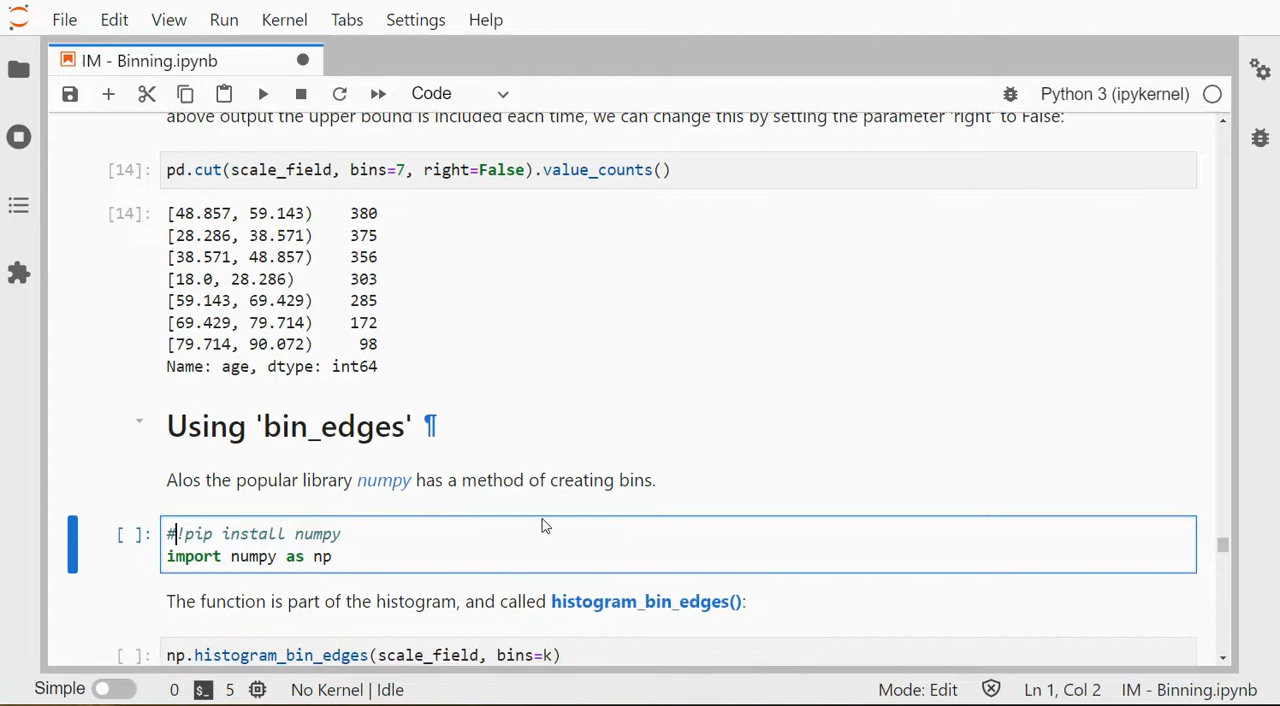 File Edit View Run Kernel Tabs Settings Help
IM - Binning.ipynb
Code Python 3 (ipykernel)
above output the upper bound is included each time, we can change this by setting the parameter 'right' to False:
[14]: pd.cut(scale_field, bins=7, right=False).value_counts()
[14]: [48.857, 59.143) 380
[28.286, 38.571) 375
[38.571, 48.857) 356
[18.0, 28.286) 303
[59.143, 69.429) 285
[69.429, 79.714) 172
[79.714, 90.072) 98
Name: age, dtype: int64
Using 'bin_edges' ¶
Alos the popular library numpy has a method of creating bins.
[ ]: #!pip install numpy
import numpy as np
The function is part of the histogram, and called histogram_bin_edges():
[ ]: np.histogram_bin_edges(scale_field, bins=k)
Simple 0 5 No Kernel | Idle Mode: Edit Ln 1, Col 2 IM - Binning.ipynb